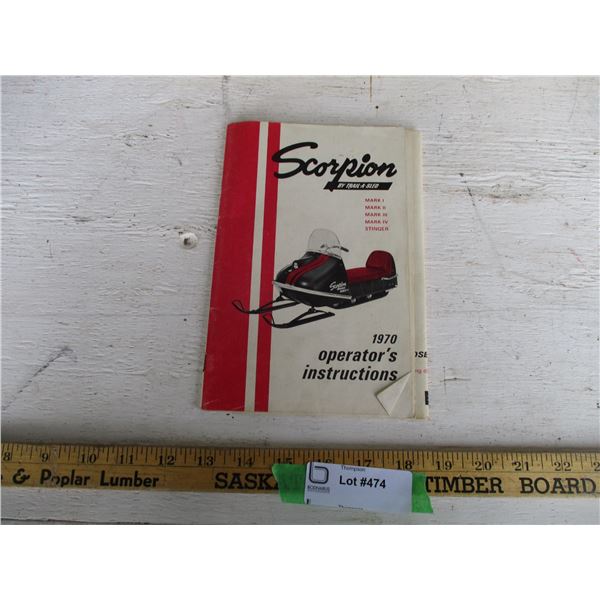 Scorpion
BY TRAIL-A-SLED
MARK I
MARK II
MARK III
MARK IV
STINGER
Scorpion
1970
operator's
instructions
OSE
8 9 10 11 12 13 14 15 16 17 18 19 20 21 22
& Poplar Lumber
SASK
TIMBER BOARD
Thompson
Lot #474
BODNARUS